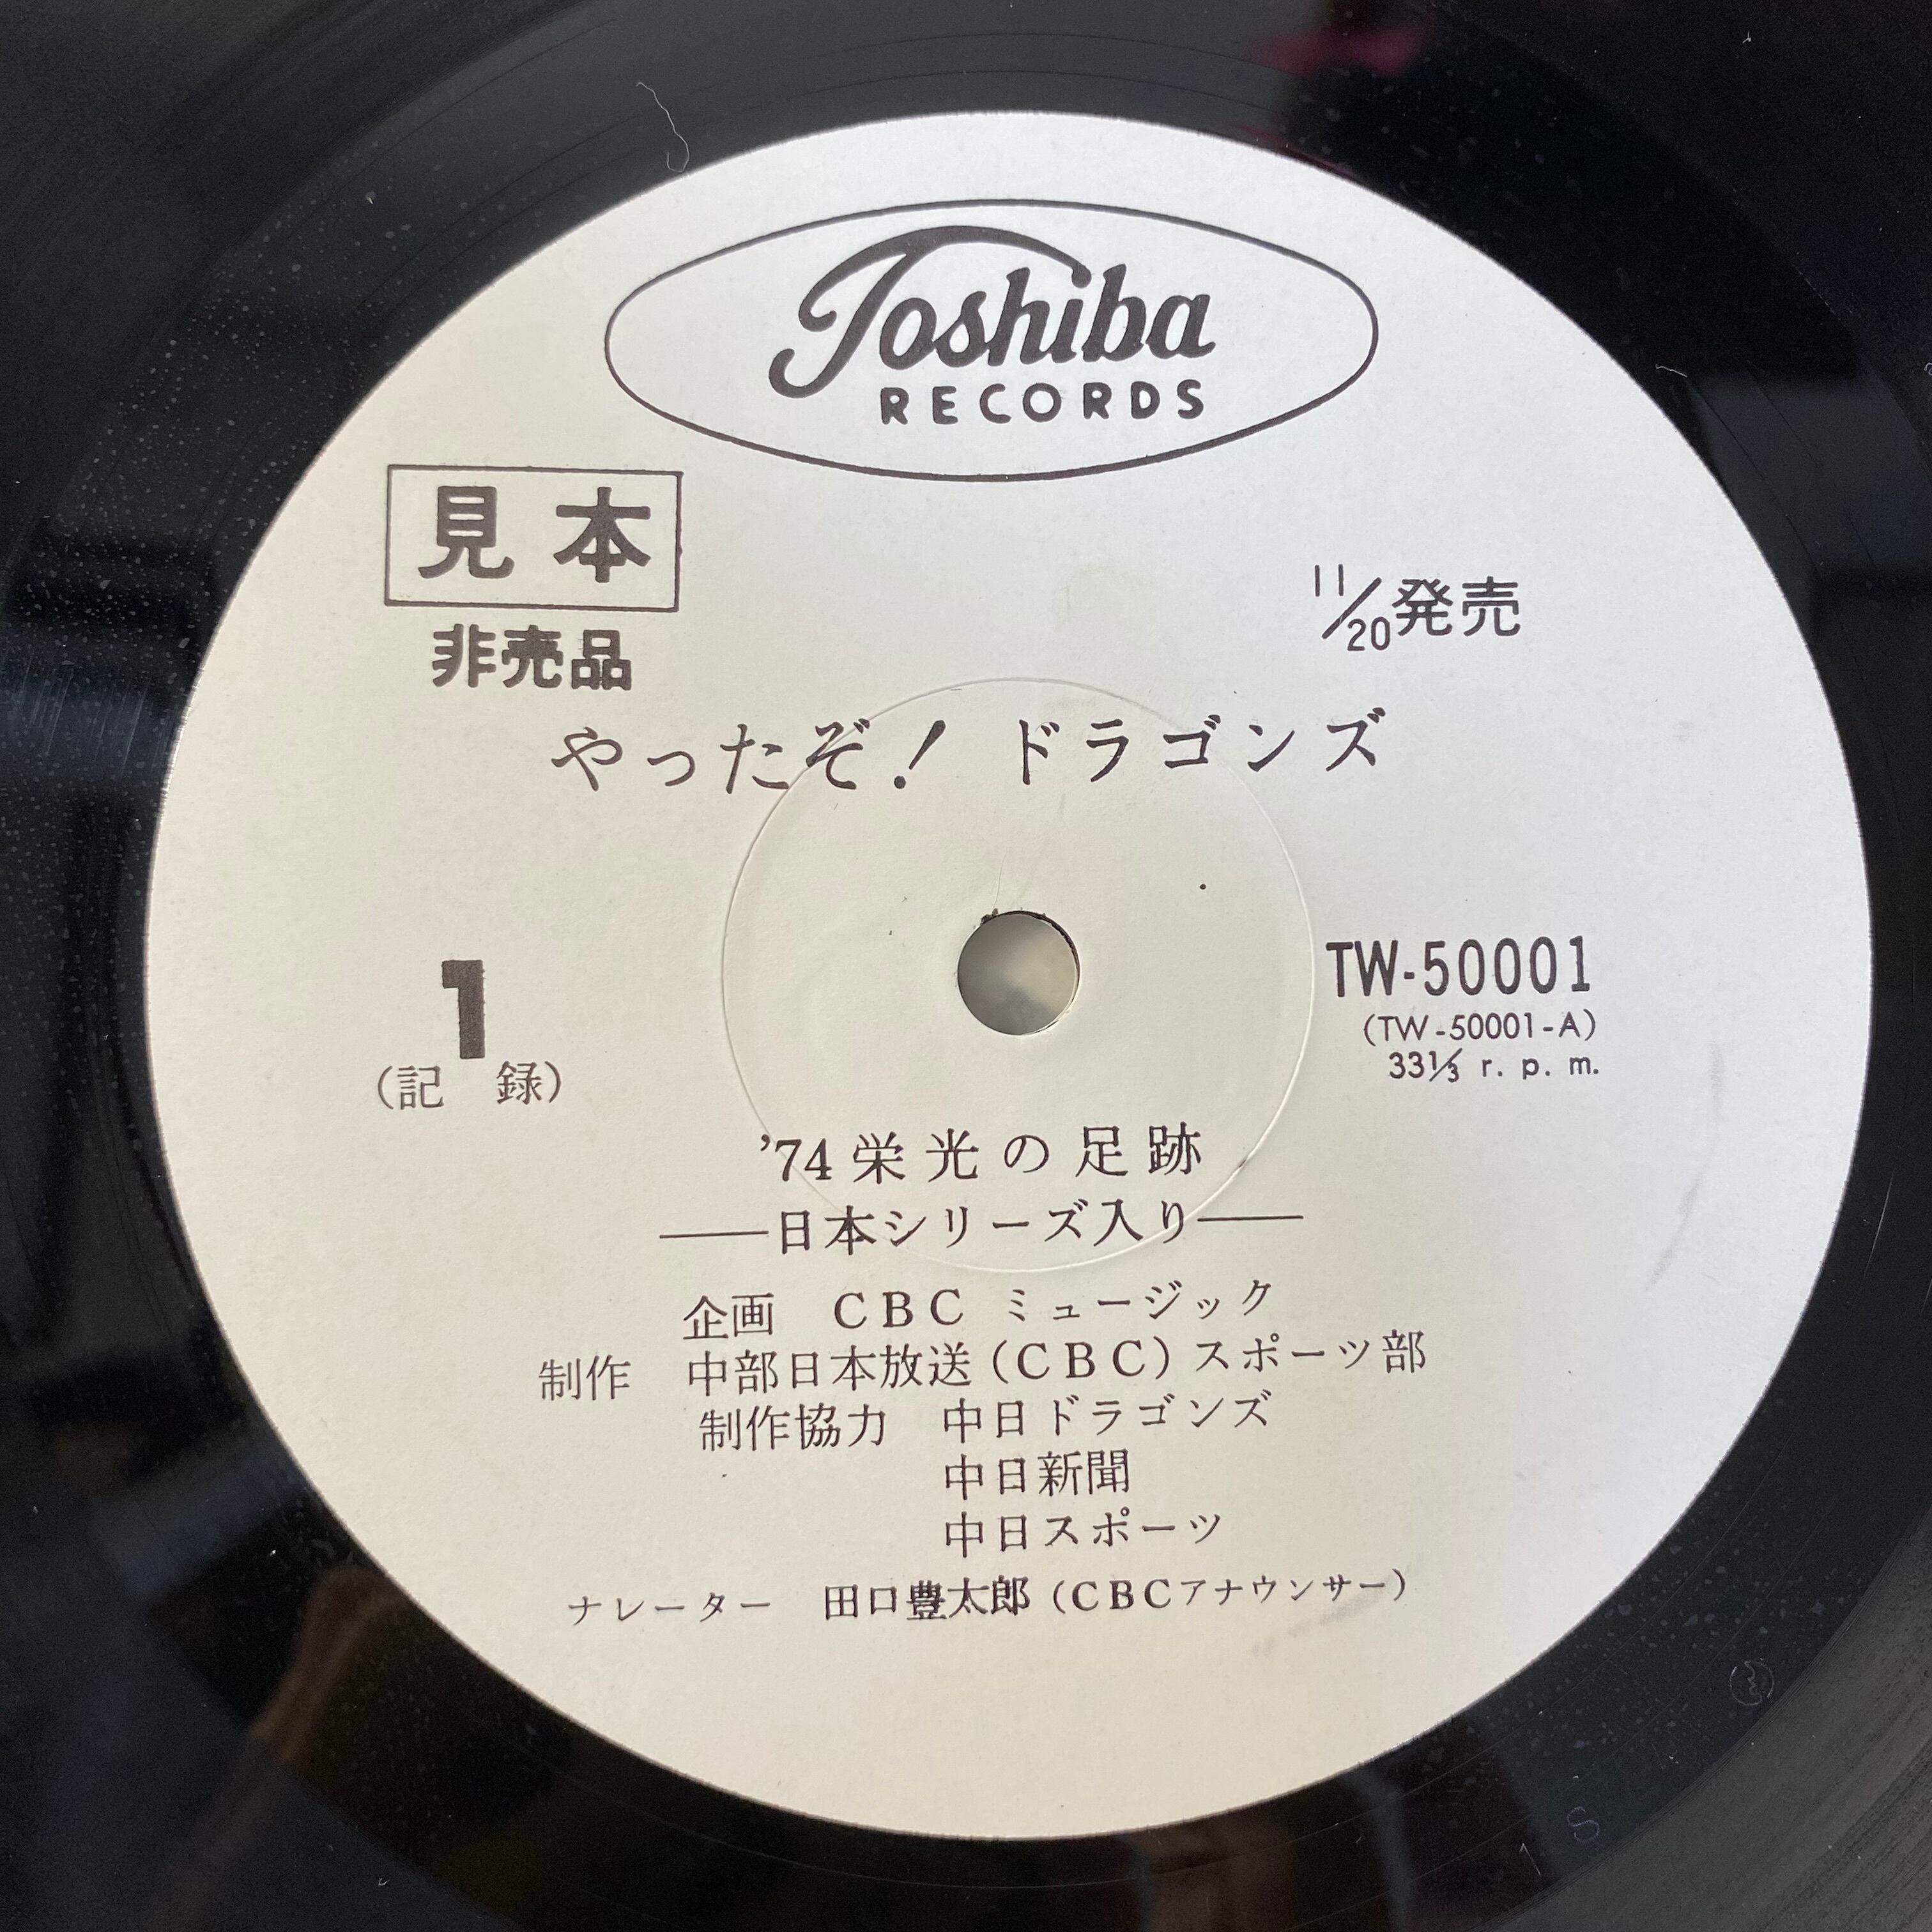 Toshiba
RECORDS
見本
非売品
11/20発売
やったぞ! ドラゴンズ
1
(記 録)
TW-50001
(TW-50001-A)
33⅓ r. p. m.
'74 栄光の足跡
——日本シリーズ入り——
企画 CBC ミュージック
制作 中部日本放送(CBC)スポーツ部
制作協力 中日ドラゴンズ
中日新聞
中日スポーツ
ナレーター 田口豊太郎(CBCアナウンサー)
1 S